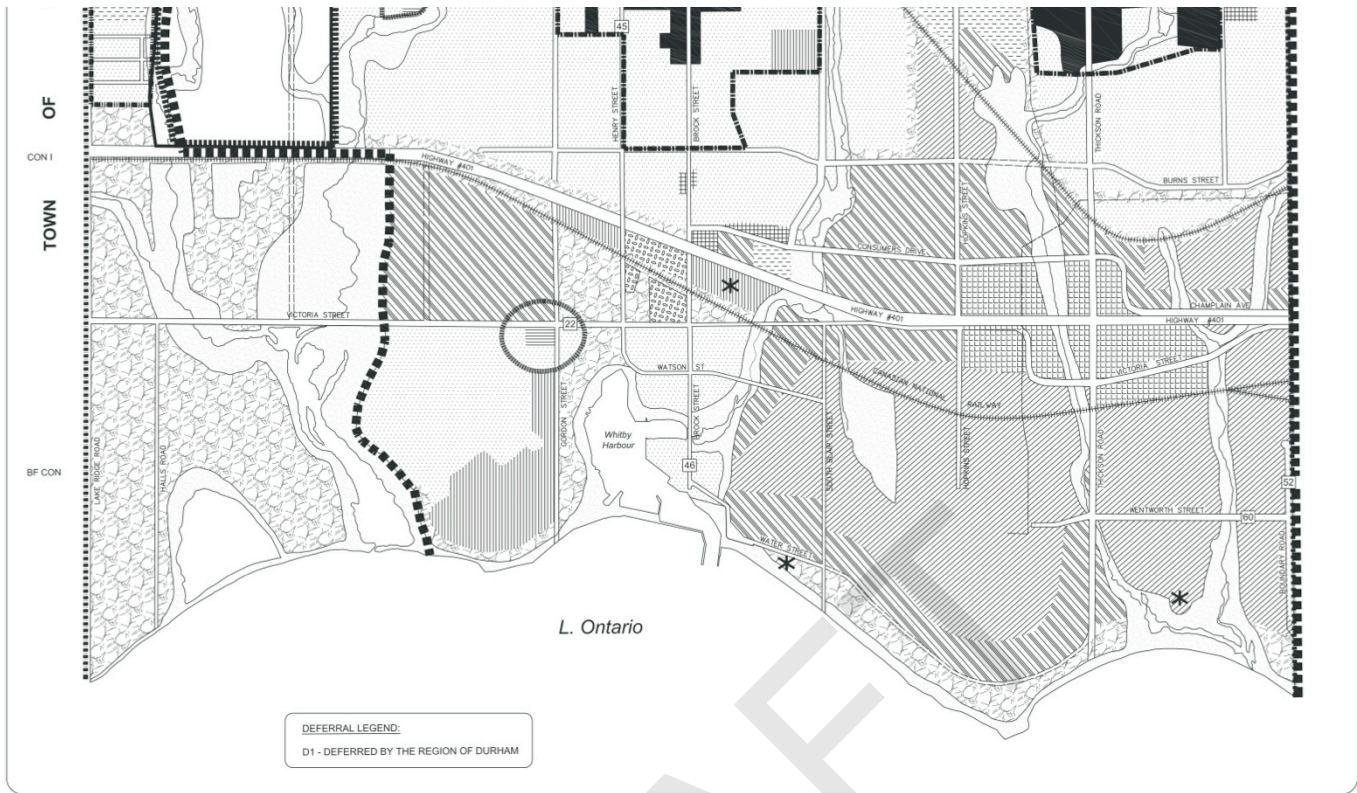 TOWN OF
CON I
BF CON
45
HENRY STREET
BROCK STREET
THICKSON ROAD
HIGHWAY #401
BURNS STREET
HOPKINS STREET
CONSUMERS DRIVE
CHAMPLAIN AVE
VICTORIA STREET
22
HIGHWAY #401
HIGHWAY #401
WATSON ST
CANADIAN NATIONAL RAILWAY
VICTORIA STREET
LAKE RIDGE ROAD
HALLS ROAD
GORDON STREET
Whitby
Harbour
BROCK STREET
46
SOUTH BLAIR STREET
HOPKINS STREET
THICKSON ROAD
52
WENTWORTH STREET
60
BOUNDARY ROAD
WATER STREET
L. Ontario
DEFERRAL LEGEND:
D1 - DEFERRED BY THE REGION OF DURHAM